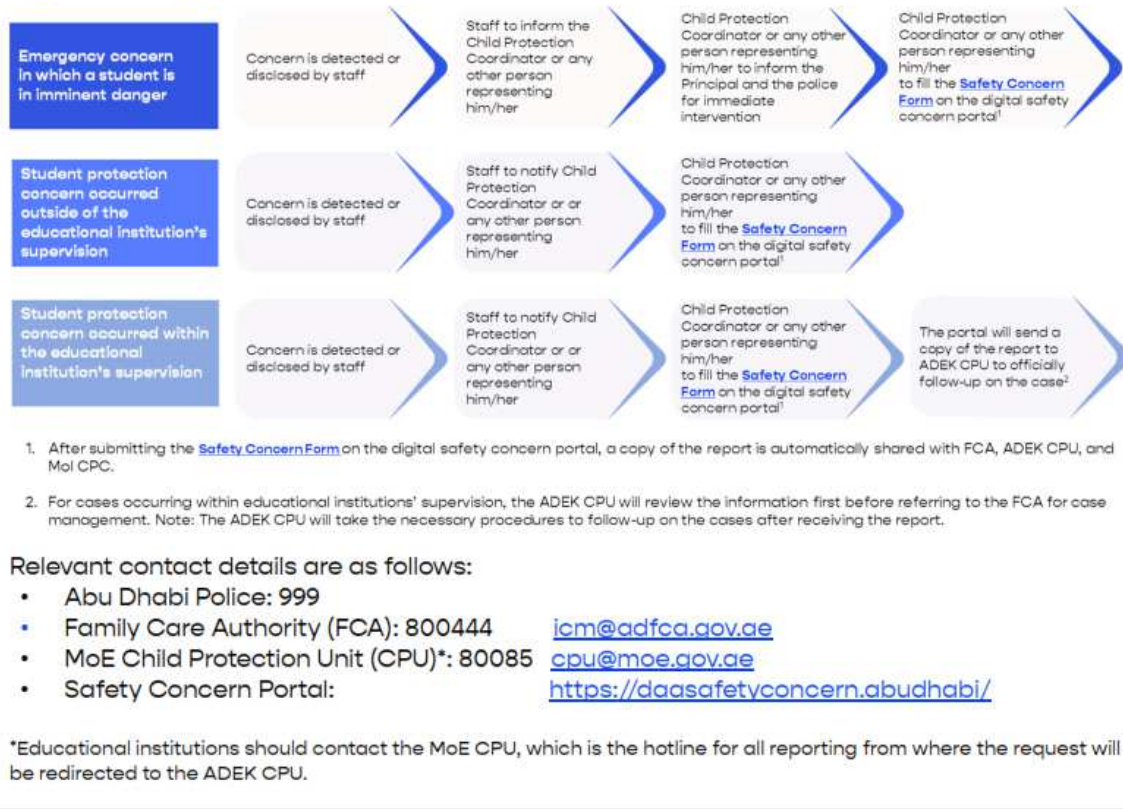 Emergency concern
in which a student is
in imminent danger
Concern is detected or
disclosed by staff
Staff to inform the
Child Protection
Coordinator or any
other person
representing
him/her
Child Protection
Coordinator or any other
person representing
him/her to inform the
Principal and the police
for immediate
intervention
Child Protection
Coordinator or any other
person representing
him/her
to fill the Safety Concern
Form on the digital safety
concern portal¹
Student protection
concern occurred
outside of the
educational institution's
supervision
Concern is detected or
disclosed by staff
Staff to notify Child
Protection
Coordinator or or
any other person
representing
him/her
Child Protection
Coordinator or any other
person representing
him/her
to fill the Safety Concern
Form on the digital safety
concern portal¹
Student protection
concern occurred within
the educational
institution's supervision
Concern is detected or
disclosed by staff
Staff to notify Child
Protection
Coordinator or or
any other person
representing
him/her
Child Protection
Coordinator or any other
person representing
him/her
to fill the Safety Concern
Form on the digital safety
concern portal¹
The portal will send a
copy of the report to
ADEK CPU to officially
follow-up on the case²
1. After submitting the Safety Concern Form on the digital safety concern portal, a copy of the report is automatically shared with FCA, ADEK CPU, and
MoI CPC.
2. For cases occurring within educational institutions' supervision, the ADEK CPU will review the information first before referring to the FCA for case
management. Note: The ADEK CPU will take the necessary procedures to follow-up on the cases after receiving the report.
Relevant contact details are as follows:
• Abu Dhabi Police: 999
• Family Care Authority (FCA): 800444 icm@adfca.gov.ae
• MoE Child Protection Unit (CPU)*: 80085 cpu@moe.gov.ae
• Safety Concern Portal: https://daasafetyconcern.abudhabi/
*Educational institutions should contact the MoE CPU, which is the hotline for all reporting from where the request will
be redirected to the ADEK CPU.